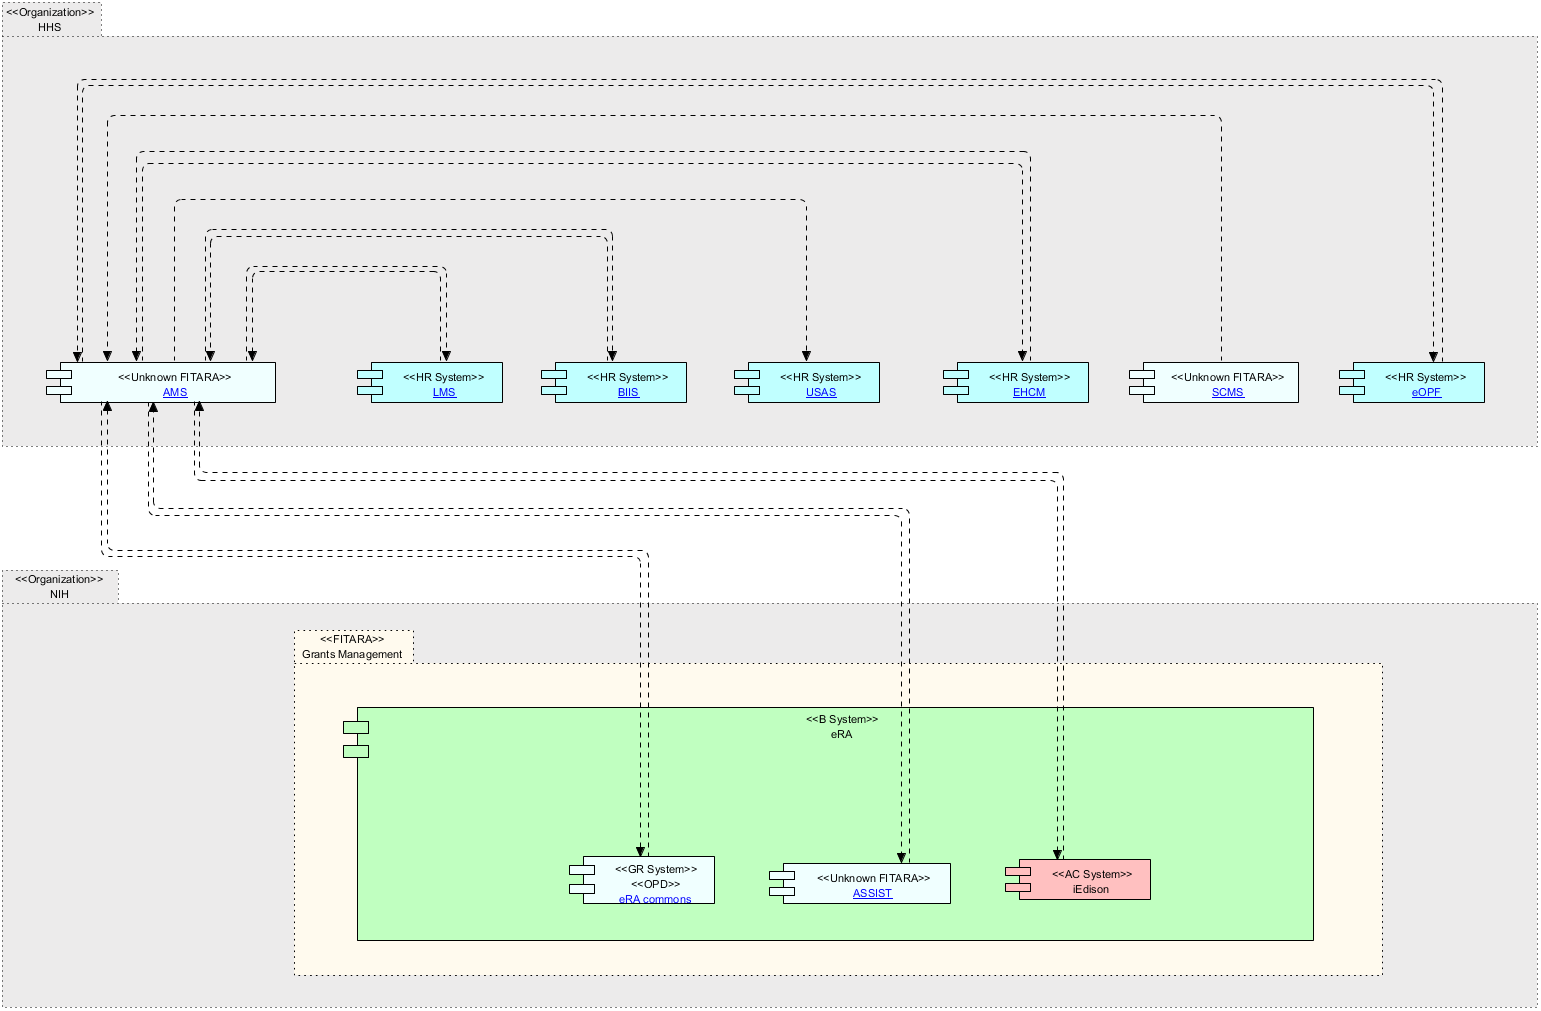 <<Organization>>
HHS
<<Unknown FITARA>>
AMS
<<HR System>>
LMS
<<HR System>>
BIIS
<<HR System>>
USAS
<<HR System>>
EHCM
<<Unknown FITARA>>
SCMS
<<HR System>>
eOPF
<<Organization>>
NIH
<<FITARA>>
Grants Management
<<B System>>
eRA
<<GR System>>
<<OPD>>
eRA commons
<<Unknown FITARA>>
ASSIST
<<AC System>>
iEdison